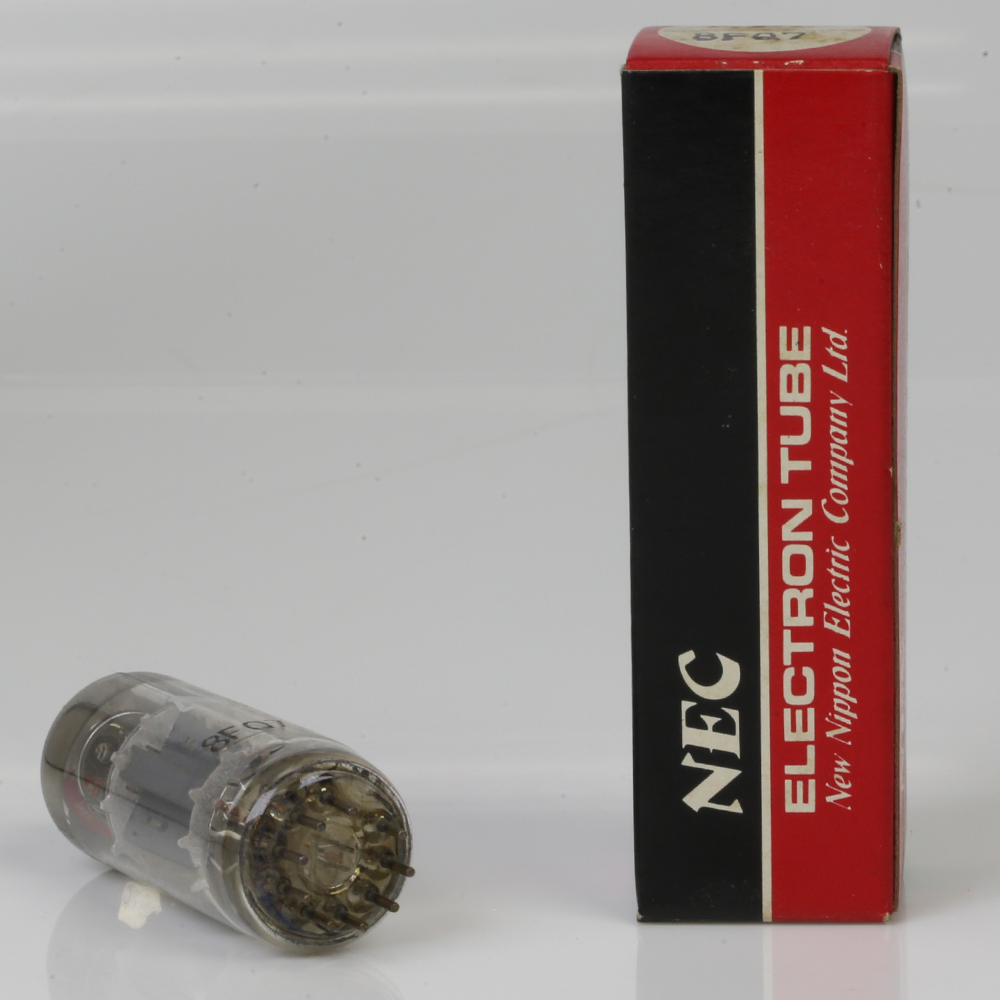 8FQ7
NEC
ELECTRON TUBE
New Nippon Electric Company Ltd.
8FQ7